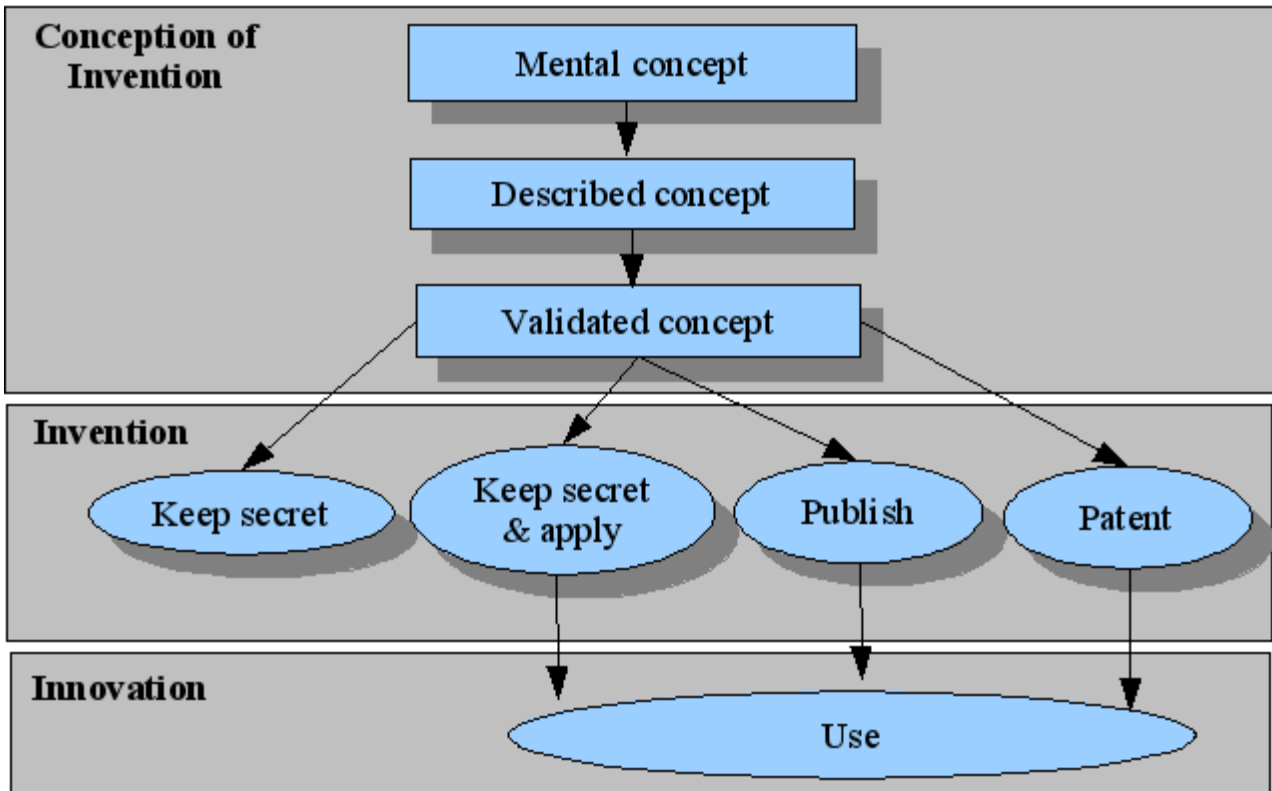 Conception of
Invention
Mental concept
Described concept
Validated concept
Invention
Keep secret
Keep secret
& apply
Publish
Patent
Innovation
Use